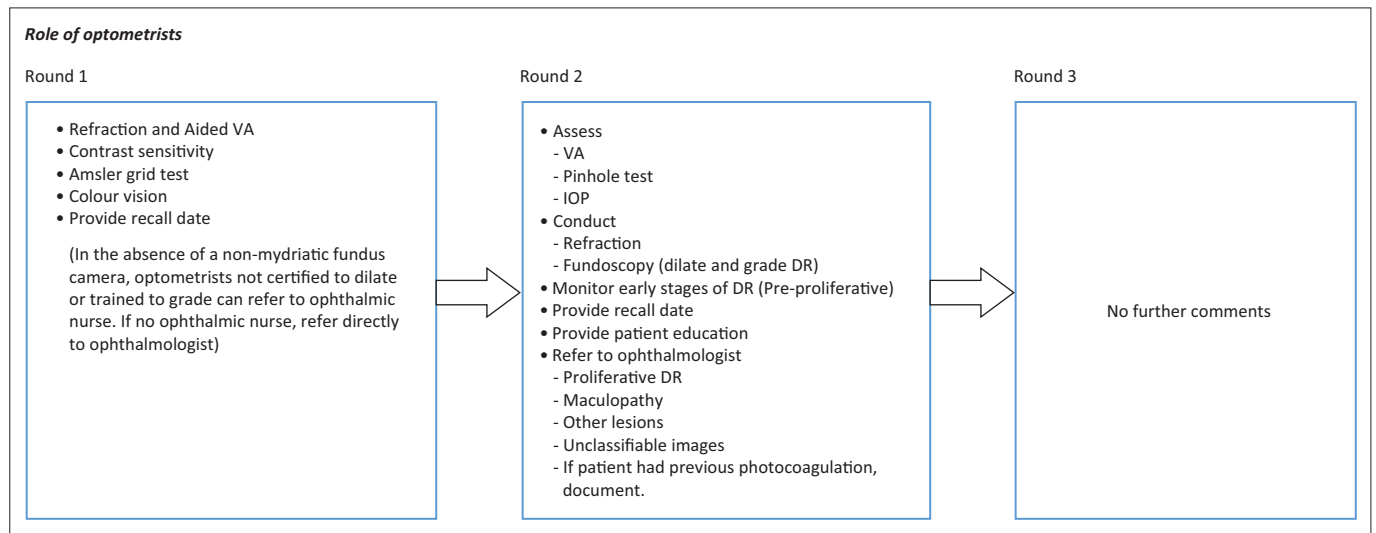 Role of optometrists
Round 1
• Refraction and Aided VA
• Contrast sensitivity
• Amsler grid test
• Colour vision
• Provide recall date
(In the absence of a non-mydriatic fundus
camera, optometrists not certified to dilate
or trained to grade can refer to ophthalmic
nurse. If no ophthalmic nurse, refer directly
to ophthalmologist)
Round 2
• Assess
- VA
- Pinhole test
- IOP
• Conduct
- Refraction
- Fundoscopy (dilate and grade DR)
• Monitor early stages of DR (Pre-proliferative)
• Provide recall date
• Provide patient education
• Refer to ophthalmologist
- Proliferative DR
- Maculopathy
- Other lesions
- Unclassifiable images
- If patient had previous photocoagulation,
document.
Round 3
No further comments